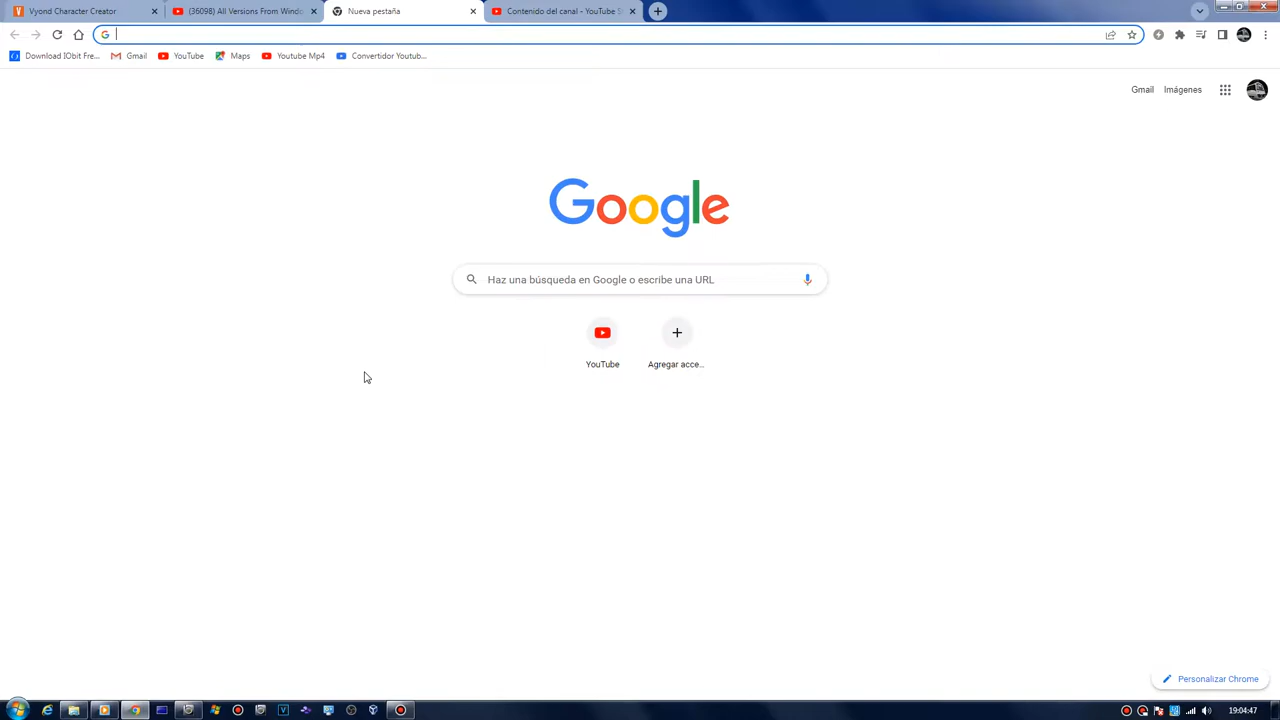 Vyond Character Creator
(36098) All Versions From Windo
Nueva pestaña
Contenido del canal - YouTube St
Download IObit Fre...
Gmail
YouTube
Maps
Youtube Mp4
Convertidor Youtub...
Gmail
Imágenes
Google
Haz una búsqueda en Google o escribe una URL
YouTube
Agregar acce...
Personalizar Chrome
19:04:47